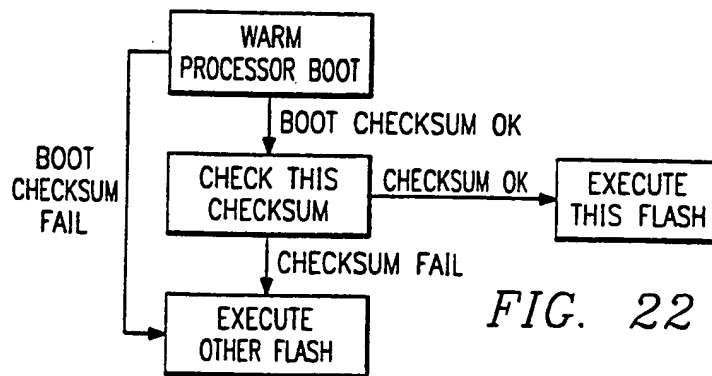 WARM
PROCESSOR BOOT
BOOT CHECKSUM OK
BOOT
CHECKSUM
FAIL
CHECK THIS
CHECKSUM
CHECKSUM OK
EXECUTE
THIS FLASH
CHECKSUM FAIL
EXECUTE
OTHER FLASH
FIG. 22